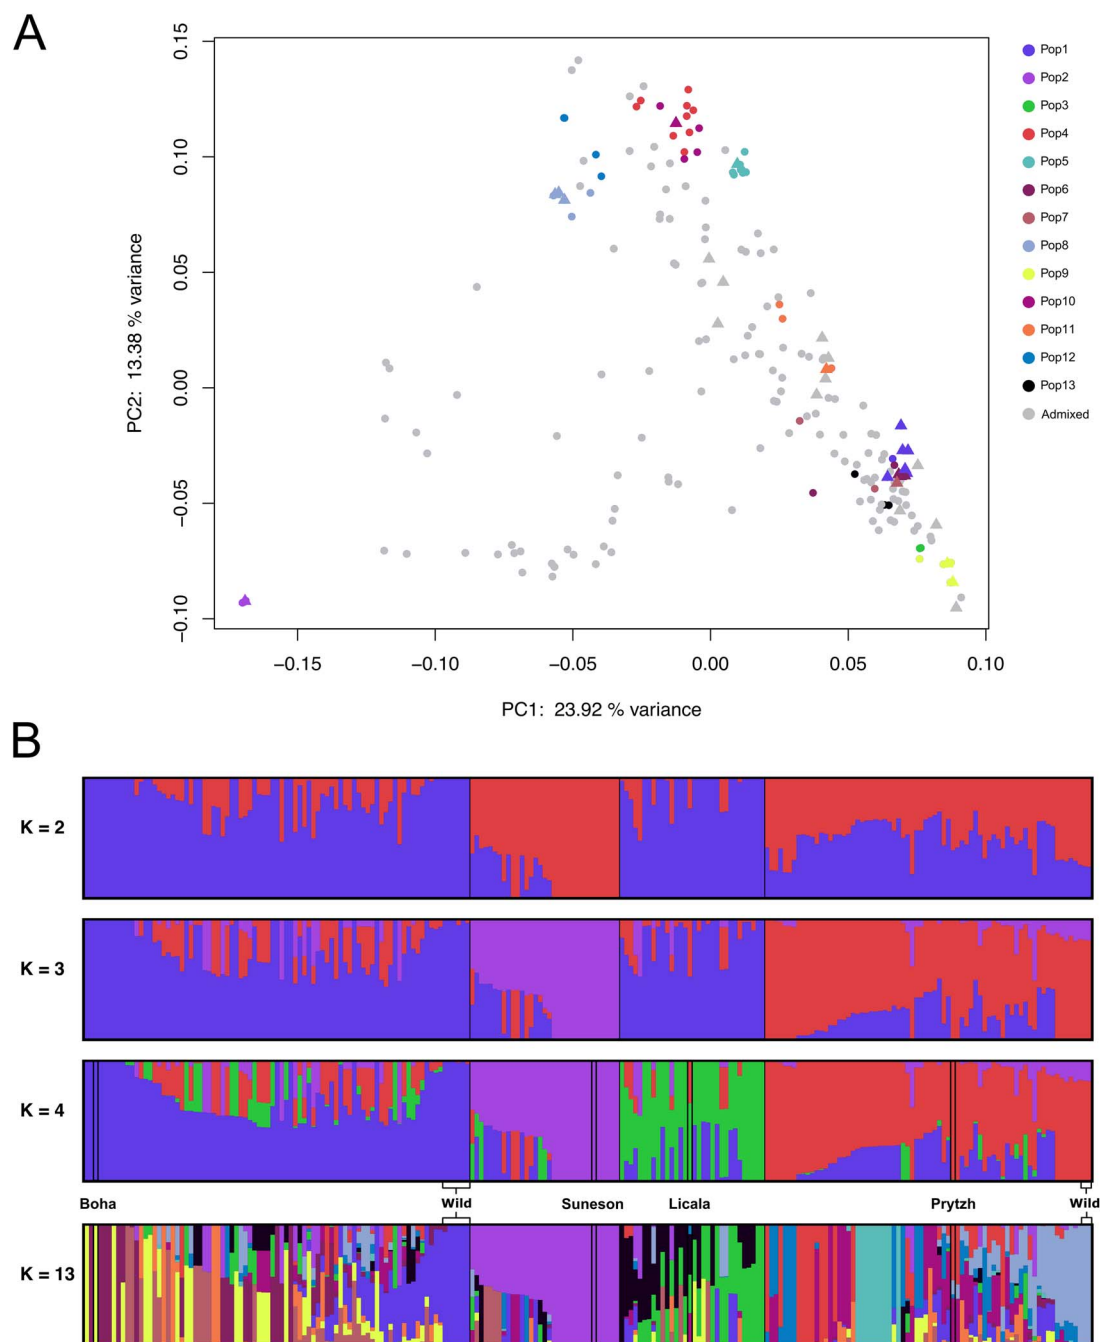 A
0.15
0.10
0.05
0.00
−0.05
−0.10
PC2: 13.38 % variance
−0.15
−0.10
−0.05
0.00
0.05
0.10
PC1: 23.92 % variance
Pop1
Pop2
Pop3
Pop4
Pop5
Pop6
Pop7
Pop8
Pop9
Pop10
Pop11
Pop12
Pop13
Admixed
B
K = 2
K = 3
K = 4
Boha Wild Suneson Licala Prytzh Wild
K = 13